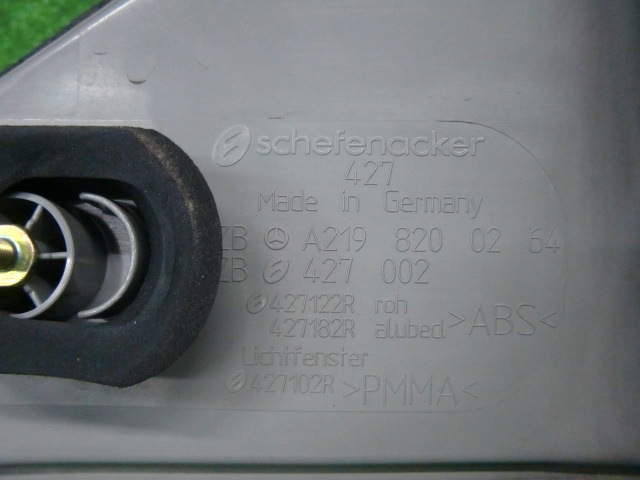 schefenacker
427
Made in Germany
ZB A219 820 02 64
ZB 427 002
427122R roh
427182R alubed. >ABS<
Lichtfenster
427102R >PMMA<